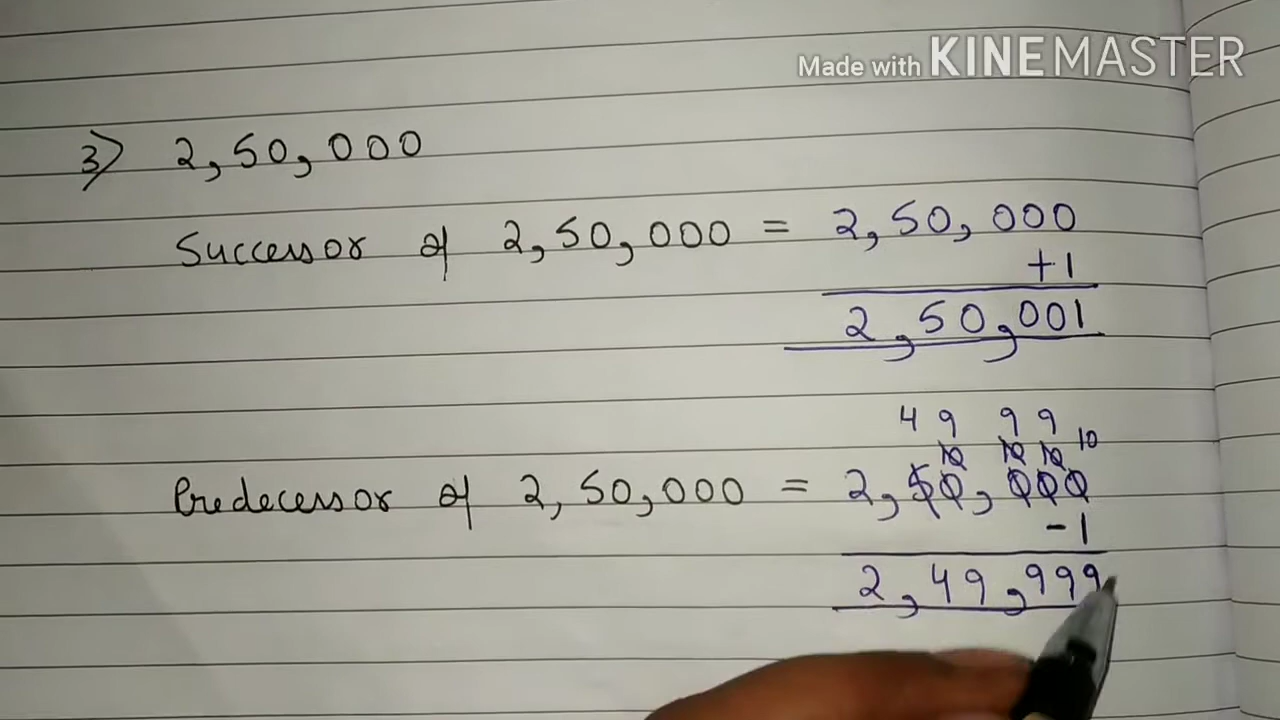 Made with KINEMASTER
3) 2,50,000
Successor of 2,50,000 = 2,50,000
+1
2,50,001
4 9 9 9
10 10 10 10
Predecessor of 2,50,000 = 2,50,000
-1
2,49,999